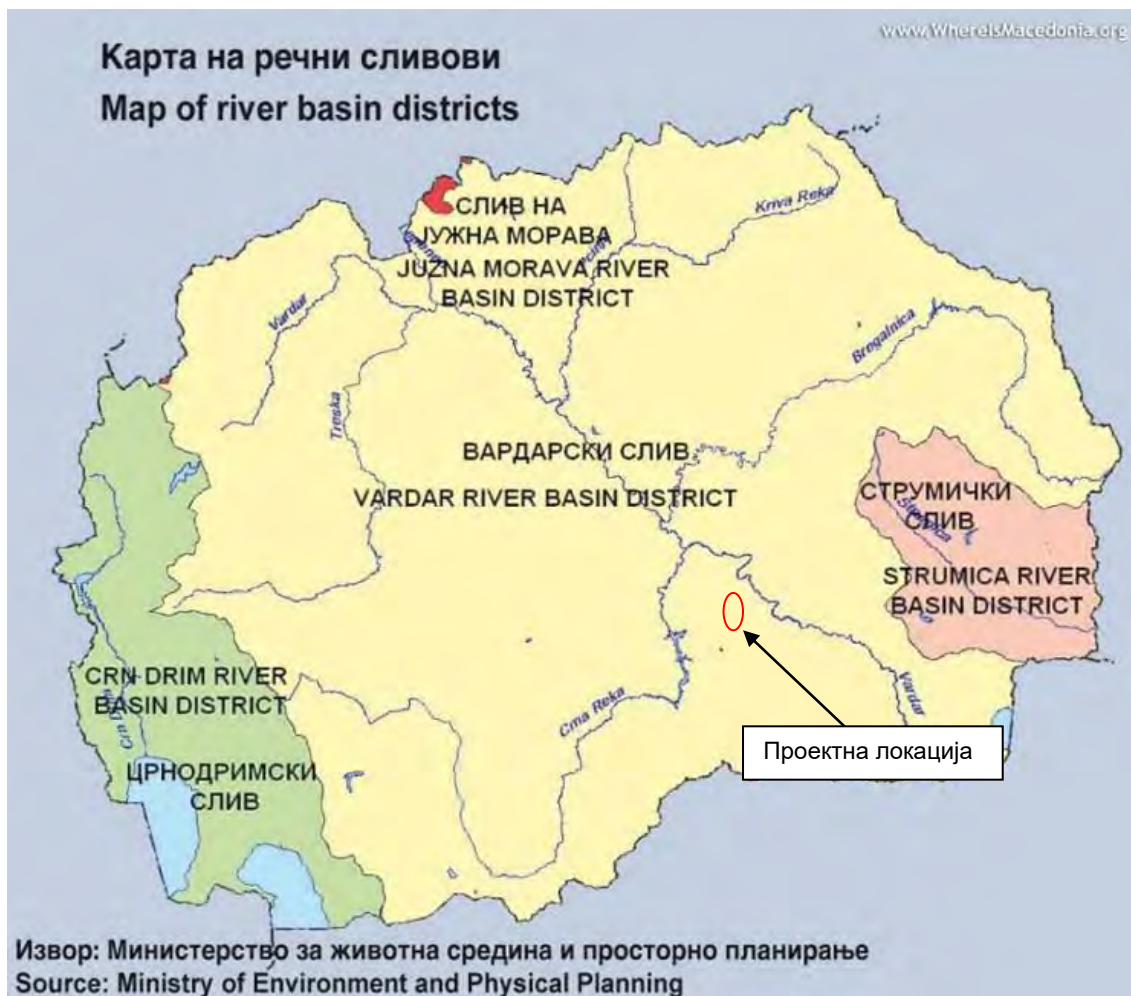 www.WhereIsMacedonia.org
Карта на речни сливови
Map of river basin districts
СЛИВ НА
ЈУЖНА МОРАВА
JUZNA MORAVA RIVER
BASIN DISTRICT
Kriva Reka
Vardar
Bregalnica
Treska
ВАРДАРСКИ СЛИВ
VARDAR RIVER BASIN DISTRICT
СТРУМИЧКИ
СЛИВ
STRUMICA RIVER
BASIN DISTRICT
CRN DRIM RIVER
BASIN DISTRICT
Crna Reka
Vardar
Проектна локација
ЦРНОДРИМСКИ
СЛИВ
Извор: Министерство за животна средина и просторно планирање
Source: Ministry of Environment and Physical Planning